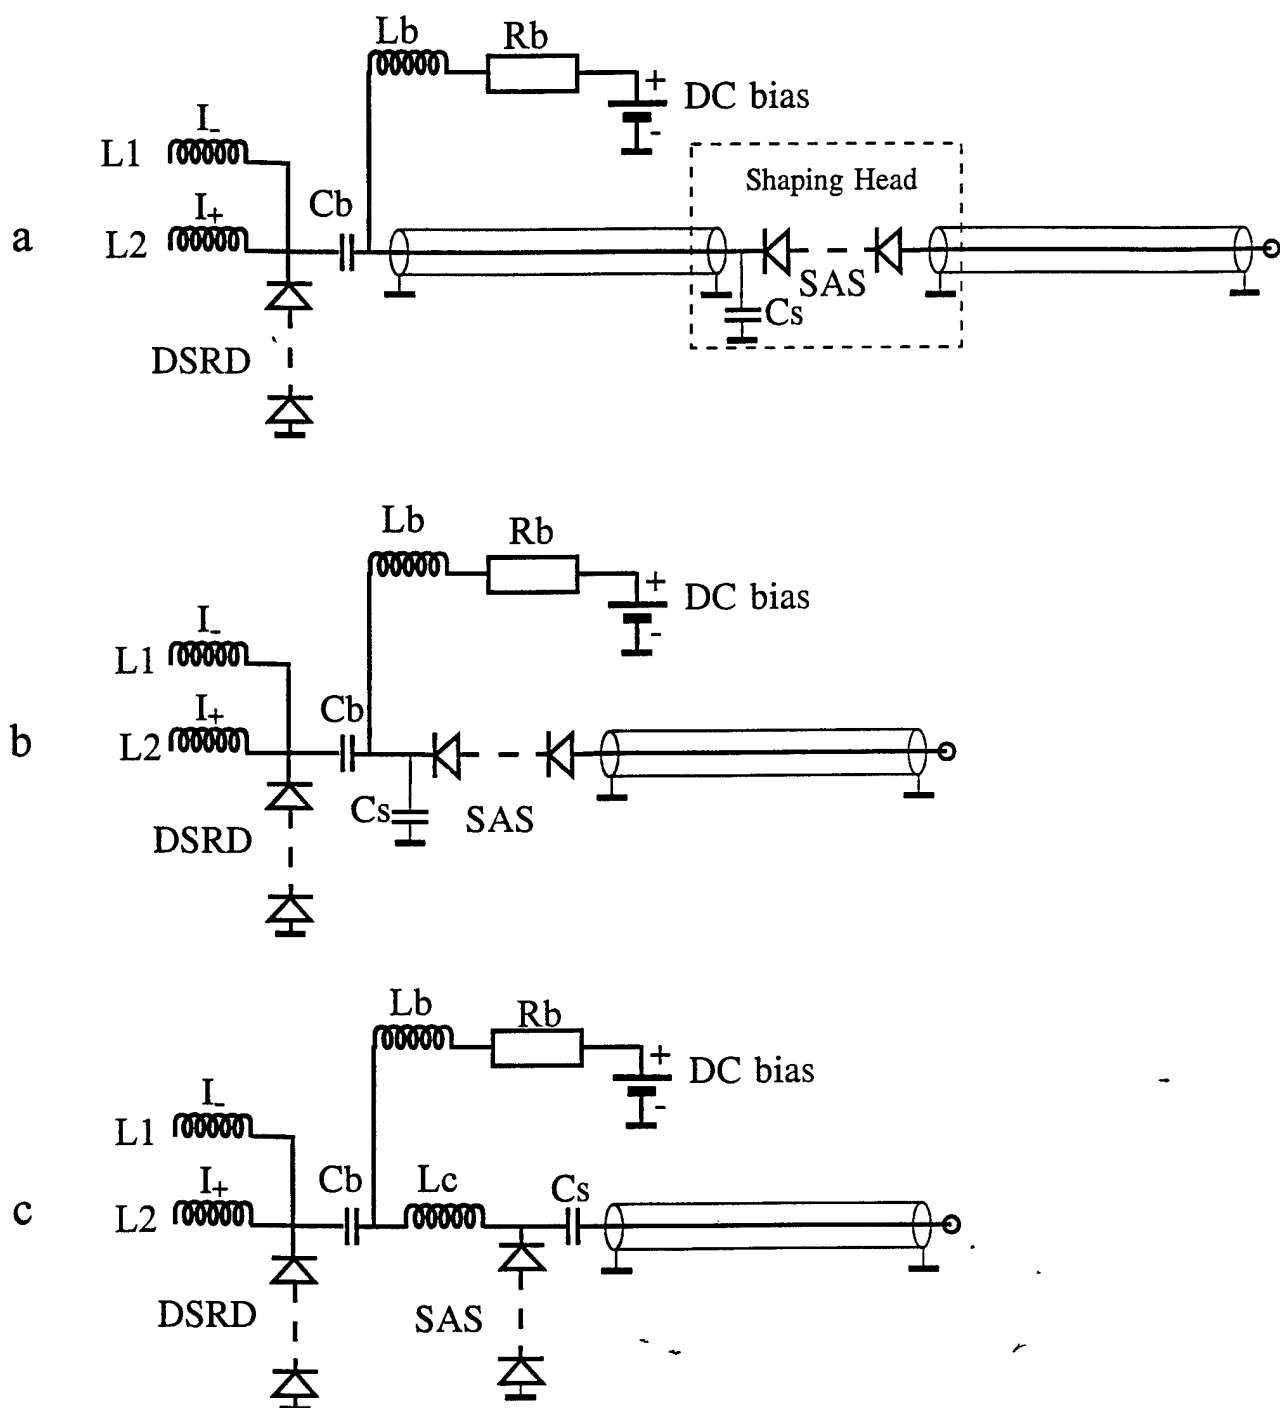 Lb
Rb
+
DC bias
-
I-
L1
Shaping Head
a
I+
L2
Cb
SAS
Cs
DSRD
Lb
Rb
+
DC bias
-
I-
L1
b
I+
L2
Cb
Cs
SAS
DSRD
Lb
Rb
+
DC bias
-
I-
L1
c
I+
L2
Cb
Lc
Cs
DSRD
SAS